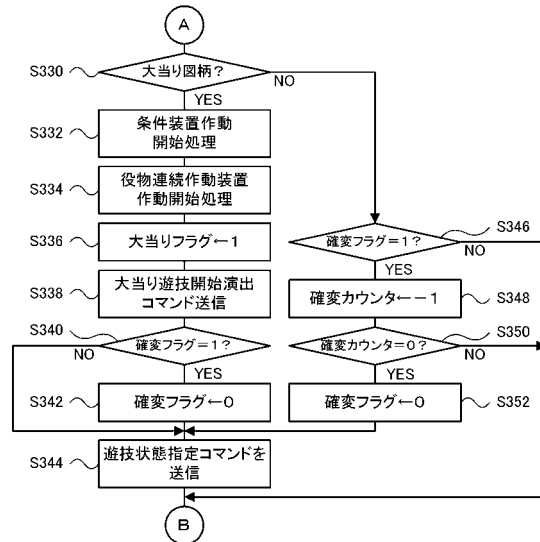 A
S330
大当り図柄?
NO
YES
S332
条件装置作動
開始処理
S334
役物連続作動装置
作動開始処理
S336
大当りフラグ←1
S338
大当り遊技開始演出
コマンド送信
S340
確変フラグ=1?
NO
YES
S342
確変フラグ←0
S344
遊技状態指定コマンドを
送信
B
S346
確変フラグ=1?
NO
YES
S348
確変カウンタ←-1
S350
確変カウンタ=0?
NO
YES
S352
確変フラグ←0